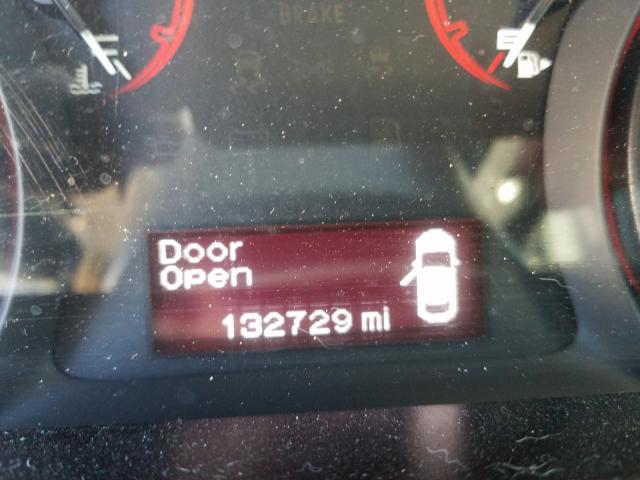 BRAKE
Door
Open
132729 mi